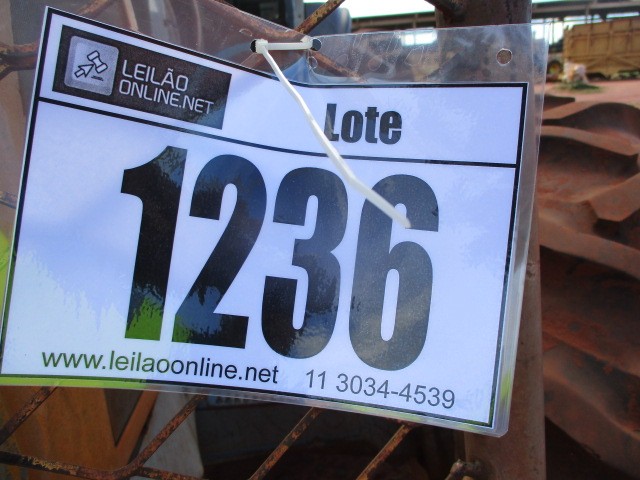 LEILÃO
ONLINE.NET
Lote
1236
www.leilaoonline.net 11 3034-4539